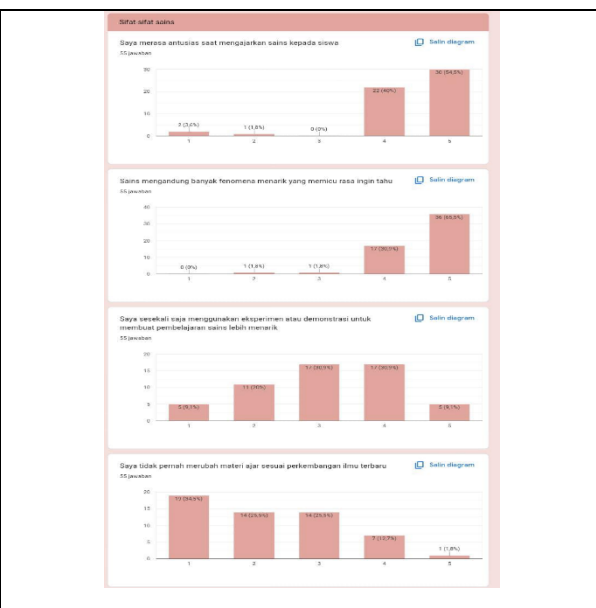 Sifat sifat sains
Saya merasa antusias saat mengajarkan sains kepada siswa
Salin diagram
55 jawaban
30
20
10
0
2 (3,6%)
1 (1,8%)
0 (0%)
22 (40%)
30 (54,5%)
1 2 3 4 5
Sains mengandung banyak fenomena menarik yang memicu rasa ingin tahu
Salin diagram
55 jawaban
40
30
20
10
0
0 (0%)
1 (1,8%)
1 (1,8%)
17 (30,9%)
36 (65,5%)
1 2 3 4 5
Saya sesekali saja menggunakan eksperimen atau demonstrasi untuk
membuat pembelajaran sains lebih menarik
Salin diagram
55 jawaban
20
15
10
5
0
5 (9,1%)
11 (20%)
17 (30,9%)
17 (30,9%)
5 (9,1%)
1 2 3 4 5
Saya tidak pernah merubah materi ajar sesuai perkembangan ilmu terbaru
Salin diagram
55 jawaban
20
15
10
5
0
19 (34,5%)
14 (25,5%)
14 (25,5%)
7 (12,7%)
1 (1,8%)
1 2 3 4 5